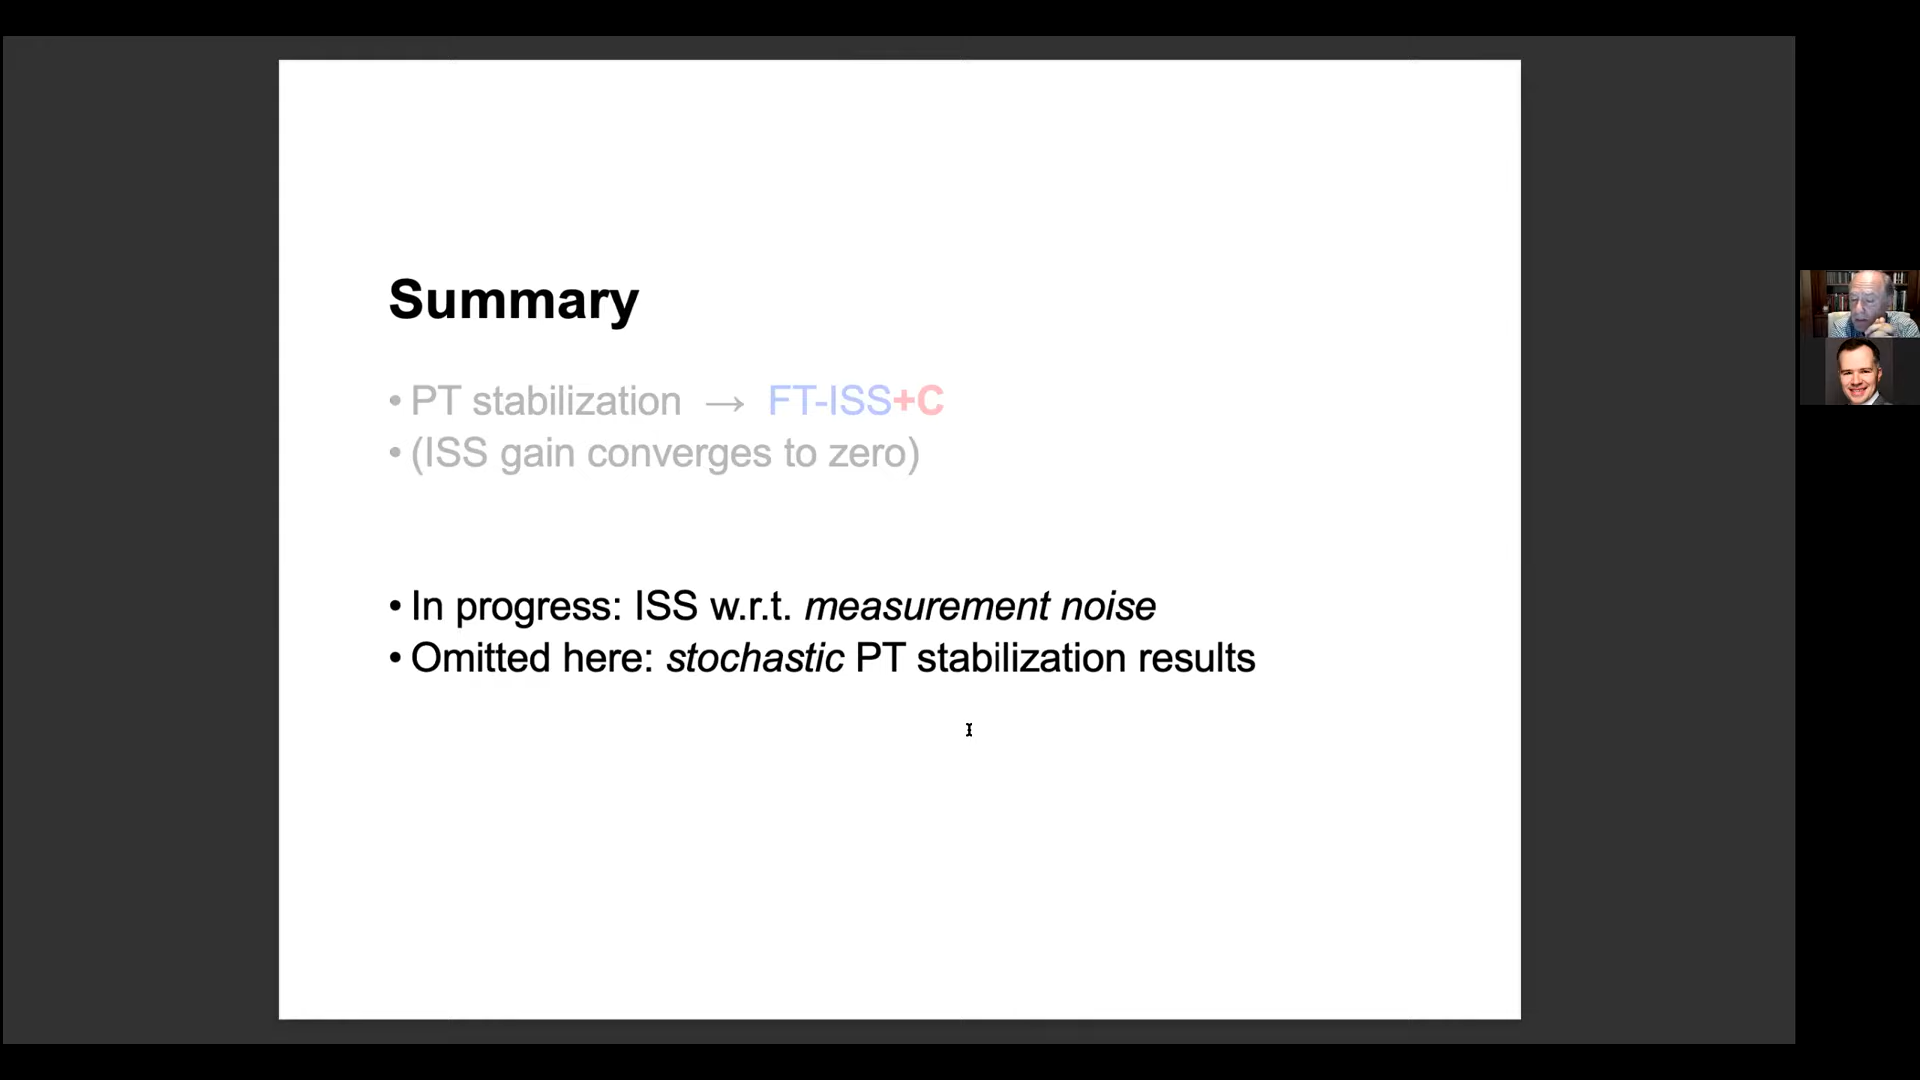 Summary
• PT stabilization → FT-ISS+C
• (ISS gain converges to zero)
• In progress: ISS w.r.t. measurement noise
• Omitted here: stochastic PT stabilization results